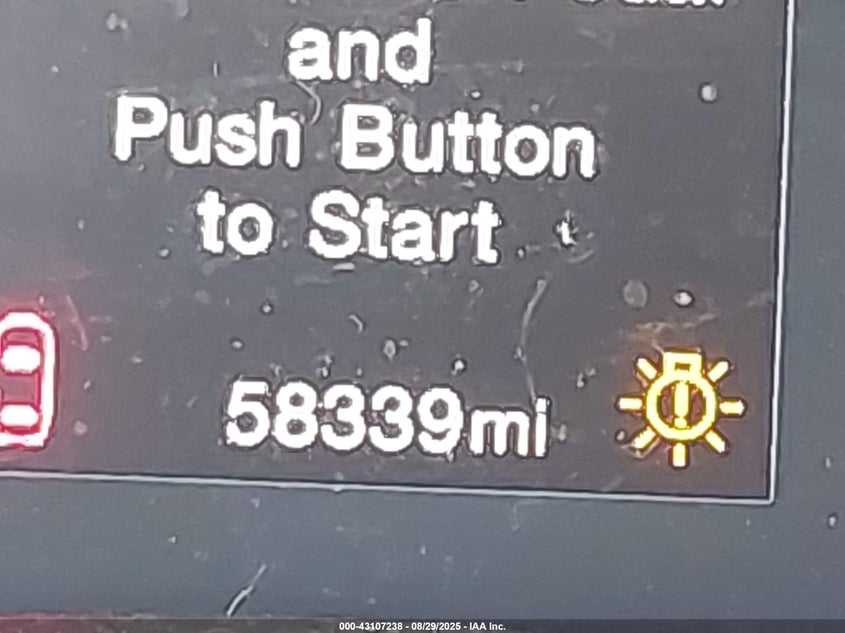 and
Push Button
to Start
58339mi
000-43107238 - 08/29/2025 - IAA Inc.